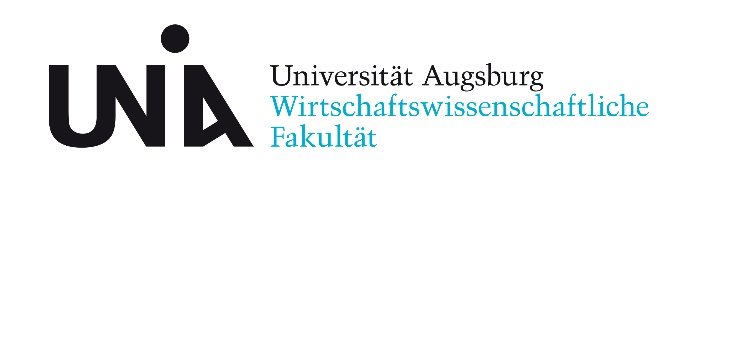 UNIA
Universität Augsburg
Wirtschaftswissenschaftliche
Fakultät